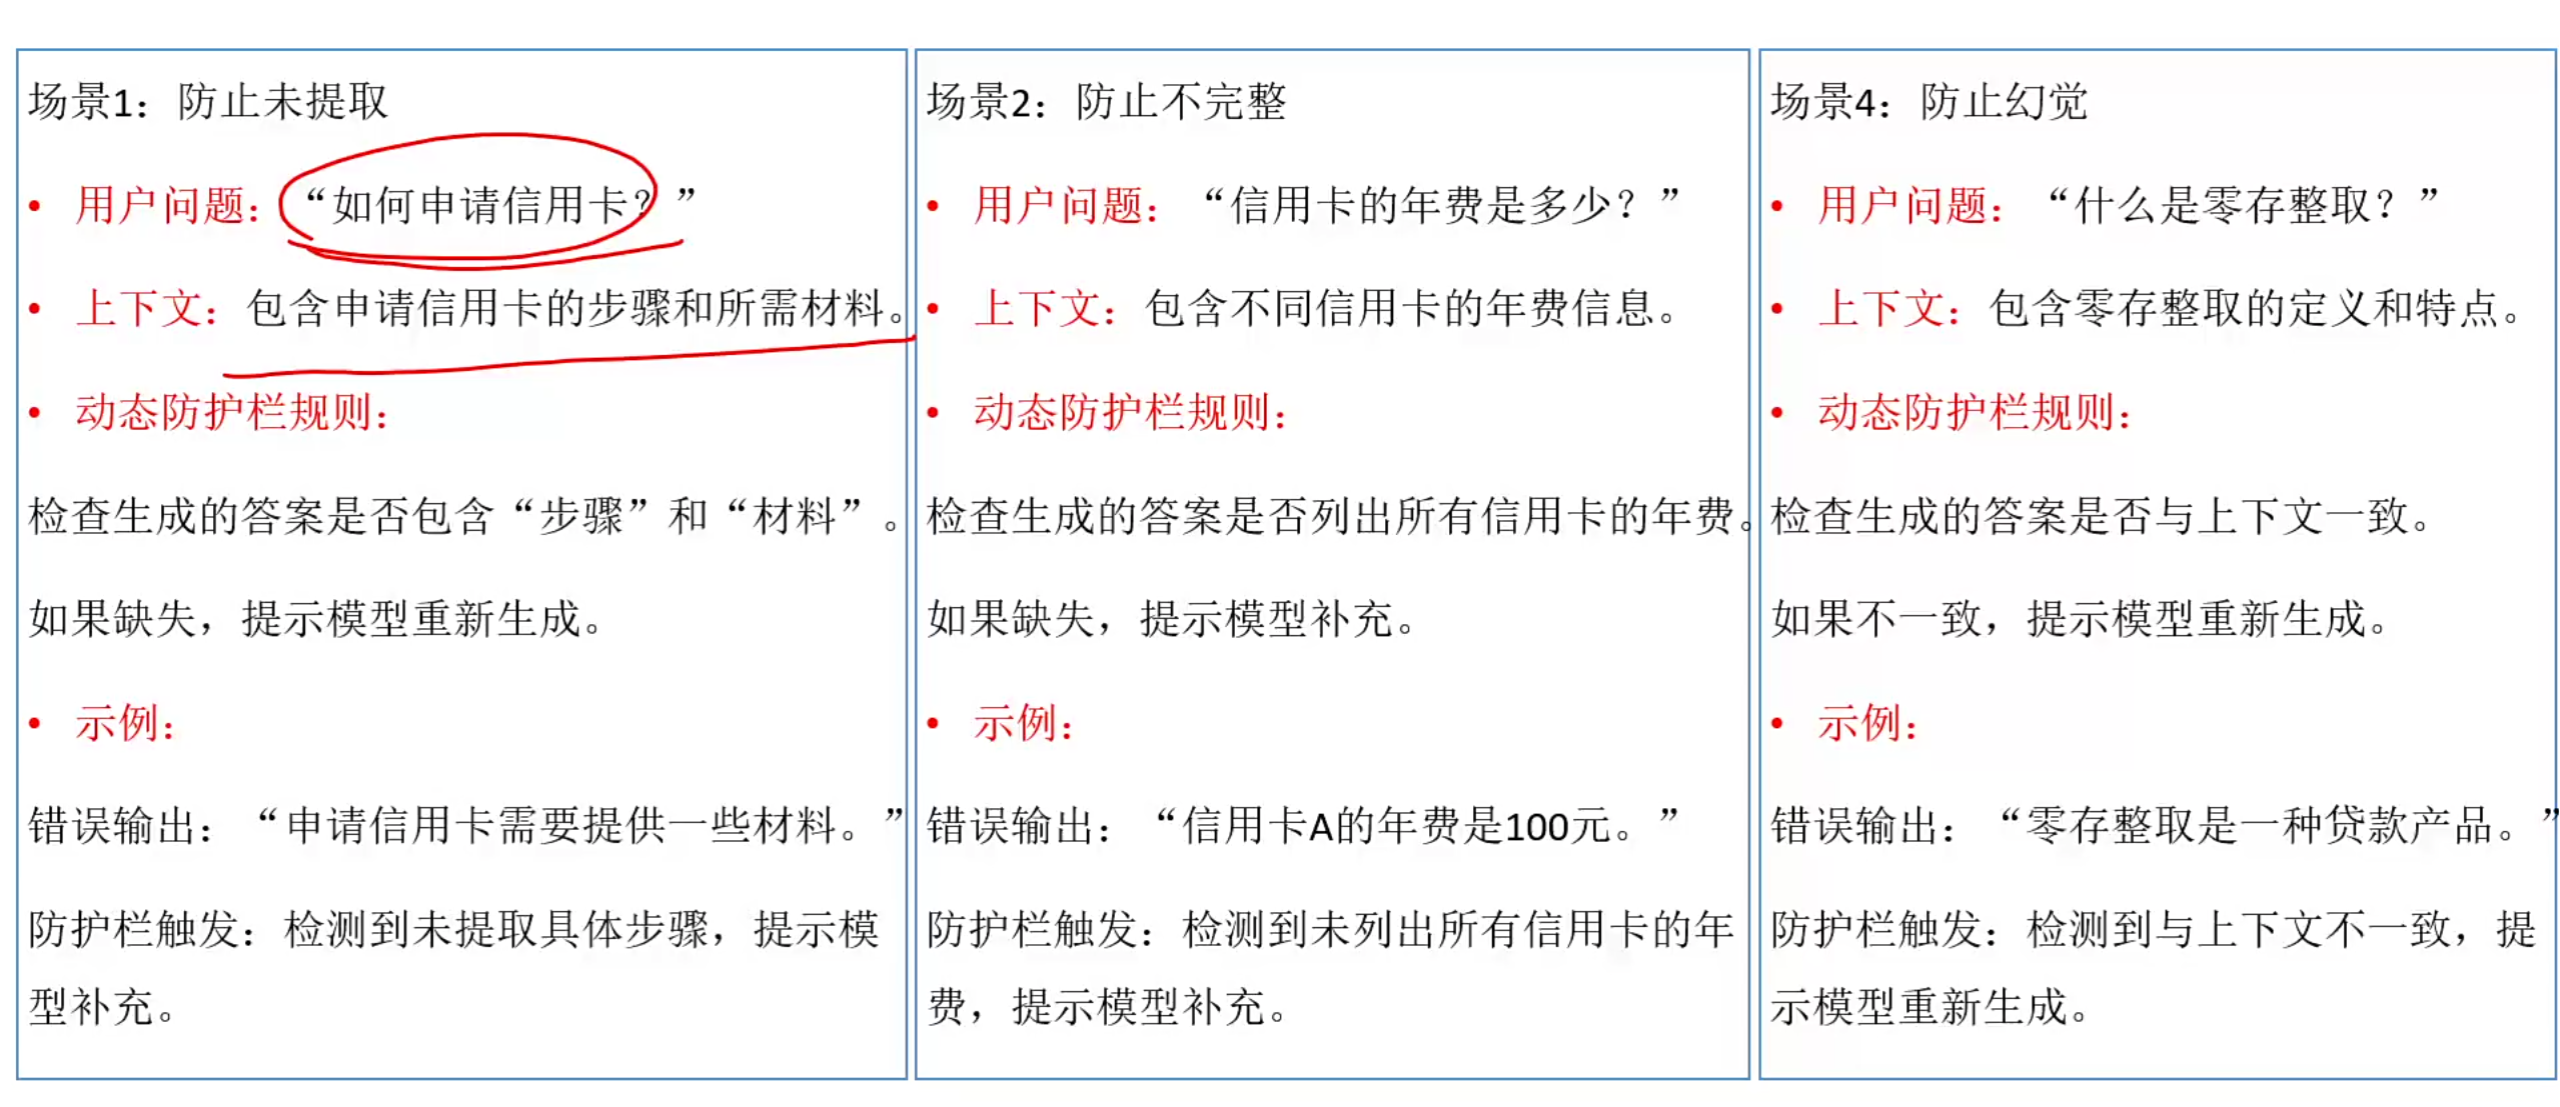 场景1：防止未提取
• 用户问题：“如何申请信用卡？”
• 上下文：包含申请信用卡的步骤和所需材料。
• 动态防护栏规则：
检查生成的答案是否包含“步骤”和“材料”。
如果缺失，提示模型重新生成。
• 示例：
错误输出：“申请信用卡需要提供一些材料。”
防护栏触发：检测到未提取具体步骤，提示模
型补充。
场景2：防止不完整
• 用户问题：“信用卡的年费是多少？”
• 上下文：包含不同信用卡的年费信息。
• 动态防护栏规则：
检查生成的答案是否列出所有信用卡的年费。
如果缺失，提示模型补充。
• 示例：
错误输出：“信用卡A的年费是100元。”
防护栏触发：检测到未列出所有信用卡的年
费，提示模型补充。
场景4：防止幻觉
• 用户问题：“什么是零存整取？”
• 上下文：包含零存整取的定义和特点。
• 动态防护栏规则：
检查生成的答案是否与上下文一致。
如果不一致，提示模型重新生成。
• 示例：
错误输出：“零存整取是一种贷款产品。”
防护栏触发：检测到与上下文不一致，提
示模型重新生成。